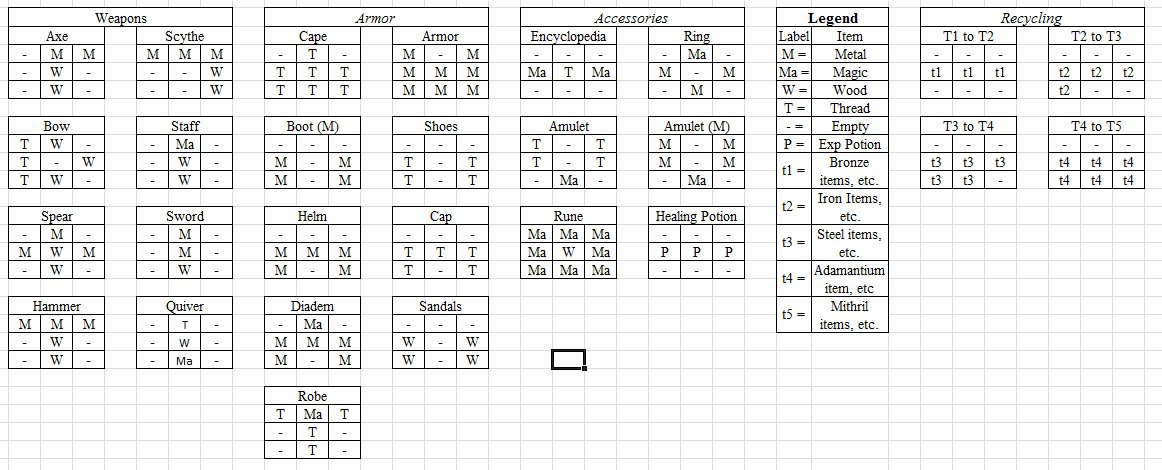 Weapons Armor Accessories Legend Recycling
Axe Scythe Cape Armor Encyclopedia Ring Label Item T1 to T2 T2 to T3
- M M M M M - T - M - M - - - - Ma - M = Metal - - - - - -
- W - - - W T T T M M M Ma T Ma M - M Ma = Magic t1 t1 t1 t2 t2 t2
- W - - - W T T T M M M - - - - M - W = Wood - - - t2 - -
T = Thread
Bow Staff Boot (M) Shoes Amulet Amulet (M) - = Empty T3 to T4 T4 to T5
T W - - Ma - - - - - - - T - T M - M P = Exp Potion - - - - - -
T - W - W - M - M T - T T - T M - M t1 = Bronze t3 t3 t3 t4 t4 t4
T W - - W - M - M T - T - Ma - - Ma - items, etc. t3 t3 - t4 t4 t4
t2 = Iron Items,
Spear Sword Helm Cap Rune Healing Potion etc.
- M - - M - - - - - - - Ma Ma Ma - - - t3 = Steel items,
M W M - M - M M M T T T Ma W Ma P P P etc.
- W - - W - M - M T - T Ma Ma Ma - - - t4 = Adamantium
item, etc
Hammer Quiver Diadem Sandals t5 = Mithril
M M M - T - - Ma - - - - items, etc.
- W - - W - M M M W - W
- W - - Ma - M - M W - W
Robe
T Ma T
- T -
- T -